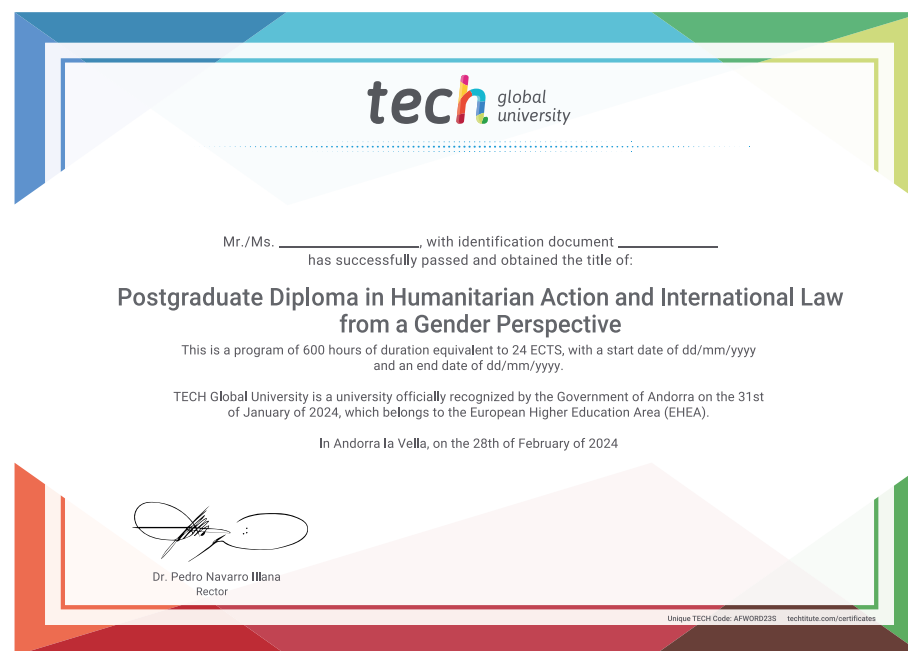 tech global university
Mr./Ms. ____________________, with identification document ______________
has successfully passed and obtained the title of:
Postgraduate Diploma in Humanitarian Action and International Law
from a Gender Perspective
This is a program of 600 hours of duration equivalent to 24 ECTS, with a start date of dd/mm/yyyy
and an end date of dd/mm/yyyy.
TECH Global University is a university officially recognized by the Government of Andorra on the 31st
of January of 2024, which belongs to the European Higher Education Area (EHEA).
In Andorra la Vella, on the 28th of February of 2024
Dr. Pedro Navarro Illana
Rector
Unique TECH Code: AFWORD23S techtitute.com/certificates